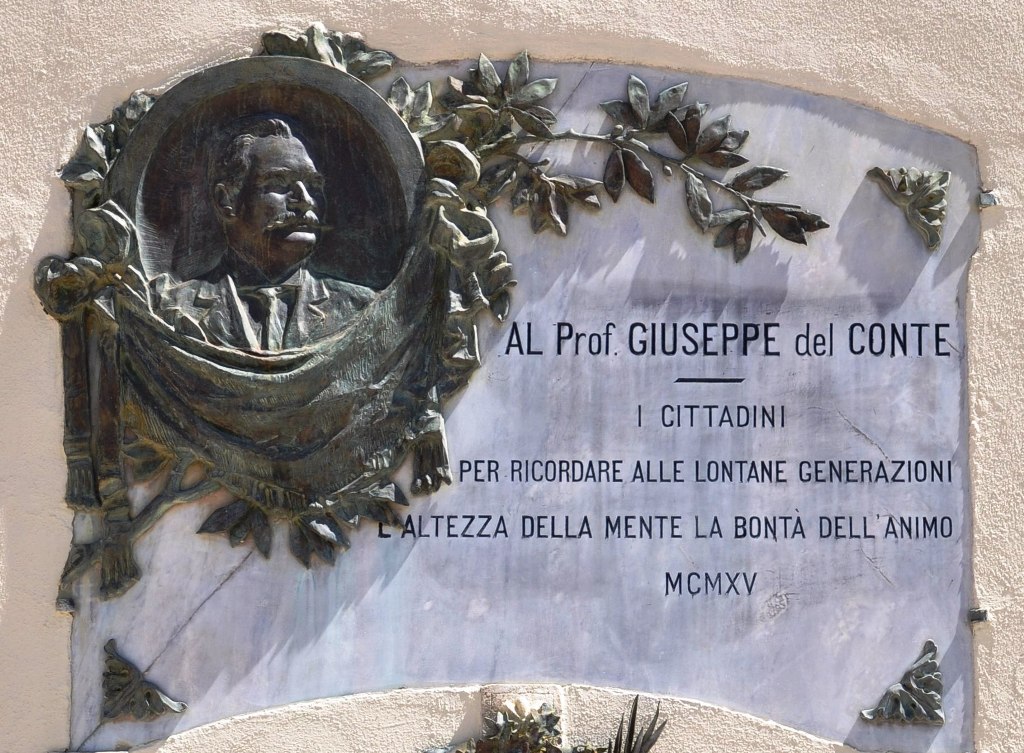 AL Prof. GIUSEPPE del CONTE
I CITTADINI
PER RICORDARE ALLE LONTANE GENERAZIONI
L'ALTEZZA DELLA MENTE LA BONTÀ DELL'ANIMO
MCMXV